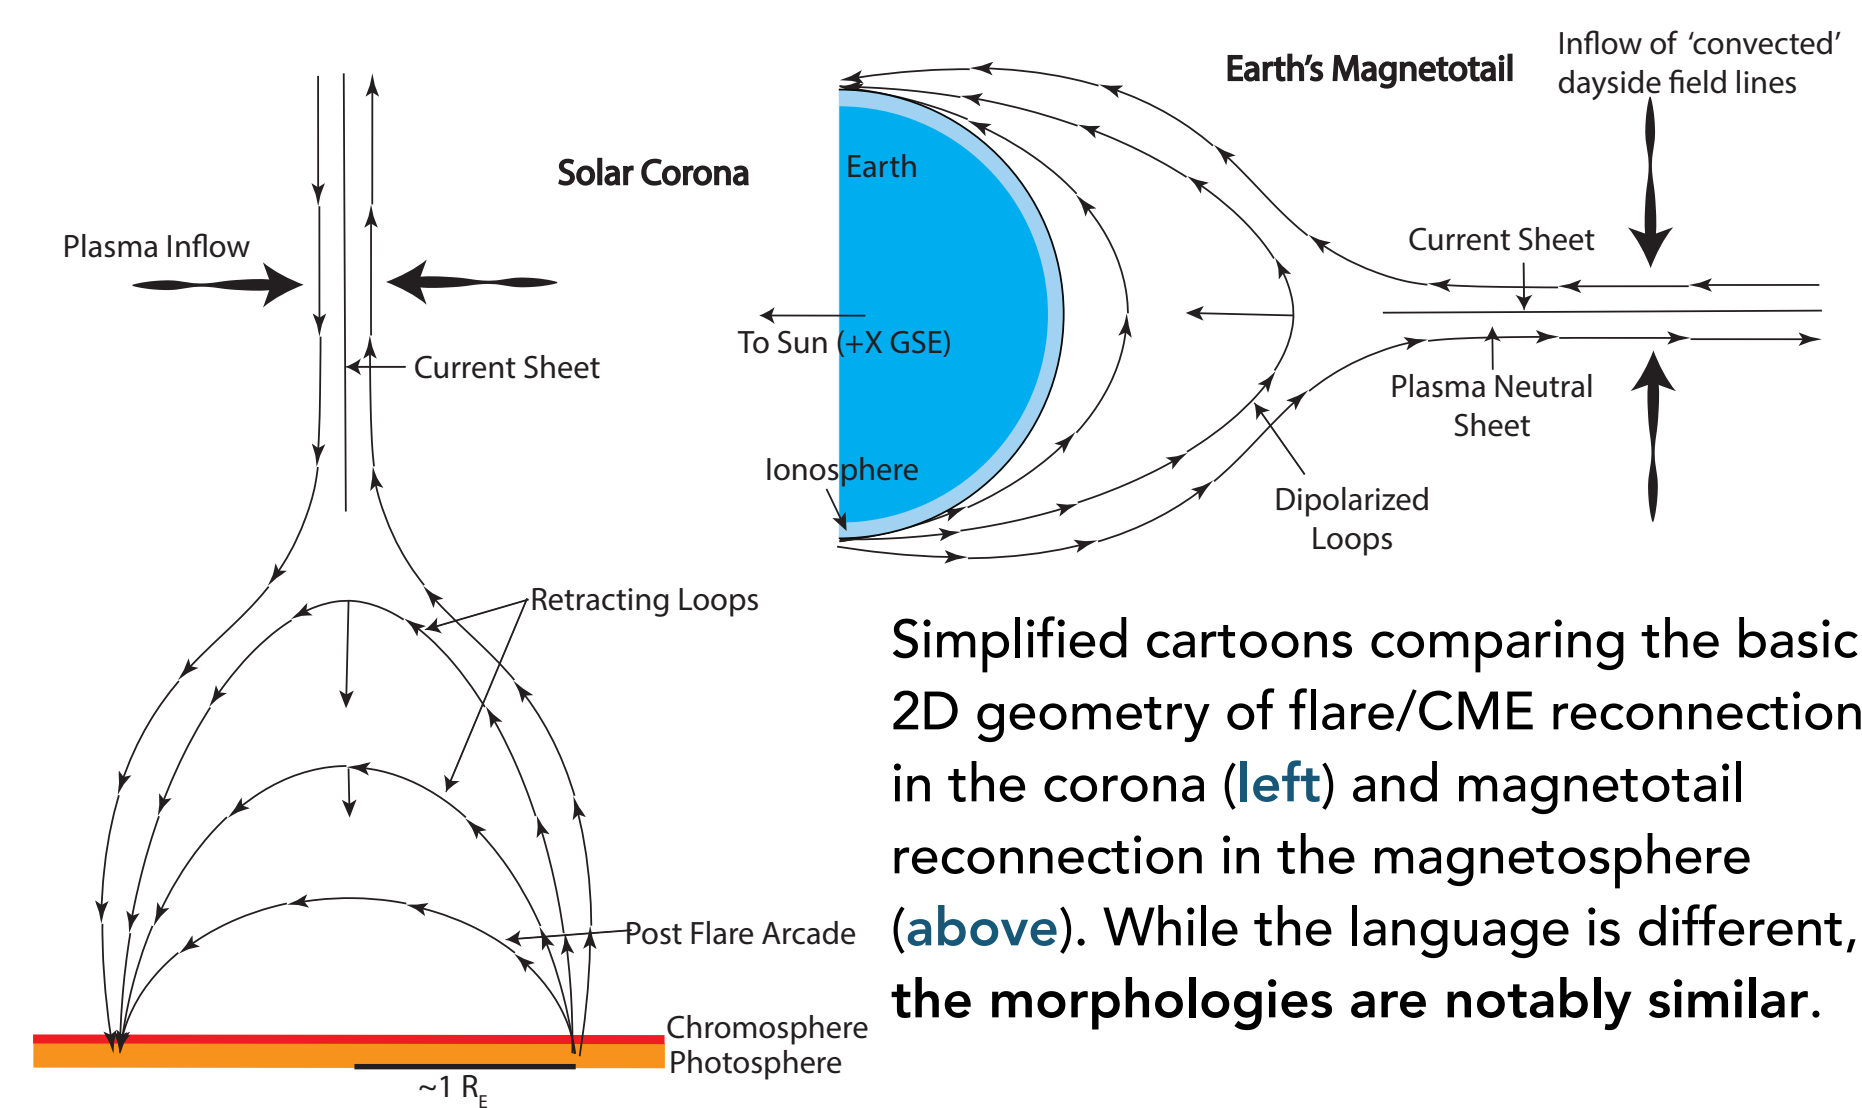 Solar Corona
Plasma Inflow
Current Sheet
Retracting Loops
Post Flare Arcade
Chromosphere
Photosphere
~1 RE
Earth's Magnetotail
Inflow of ‘convected’
dayside field lines
Earth
Current Sheet
To Sun (+X GSE)
Plasma Neutral
Sheet
Ionosphere
Dipolarized
Loops
Simplified cartoons comparing the basic
2D geometry of flare/CME reconnection
in the corona (left) and magnetotail
reconnection in the magnetosphere
(above). While the language is different,
the morphologies are notably similar.